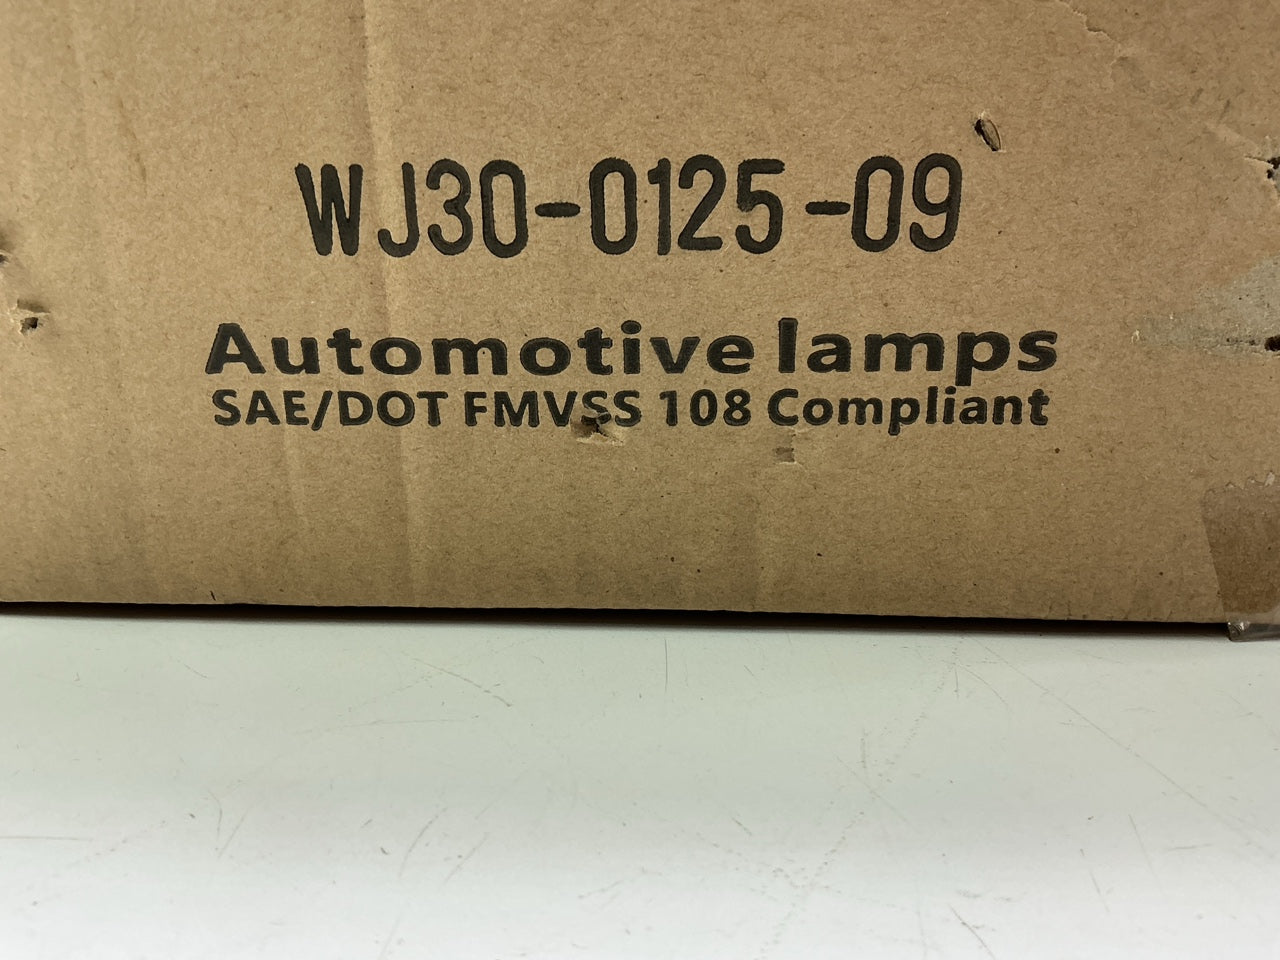 WJ30-0125-09
Automotive lamps
SAE/DOT FMVSS 108 Compliant